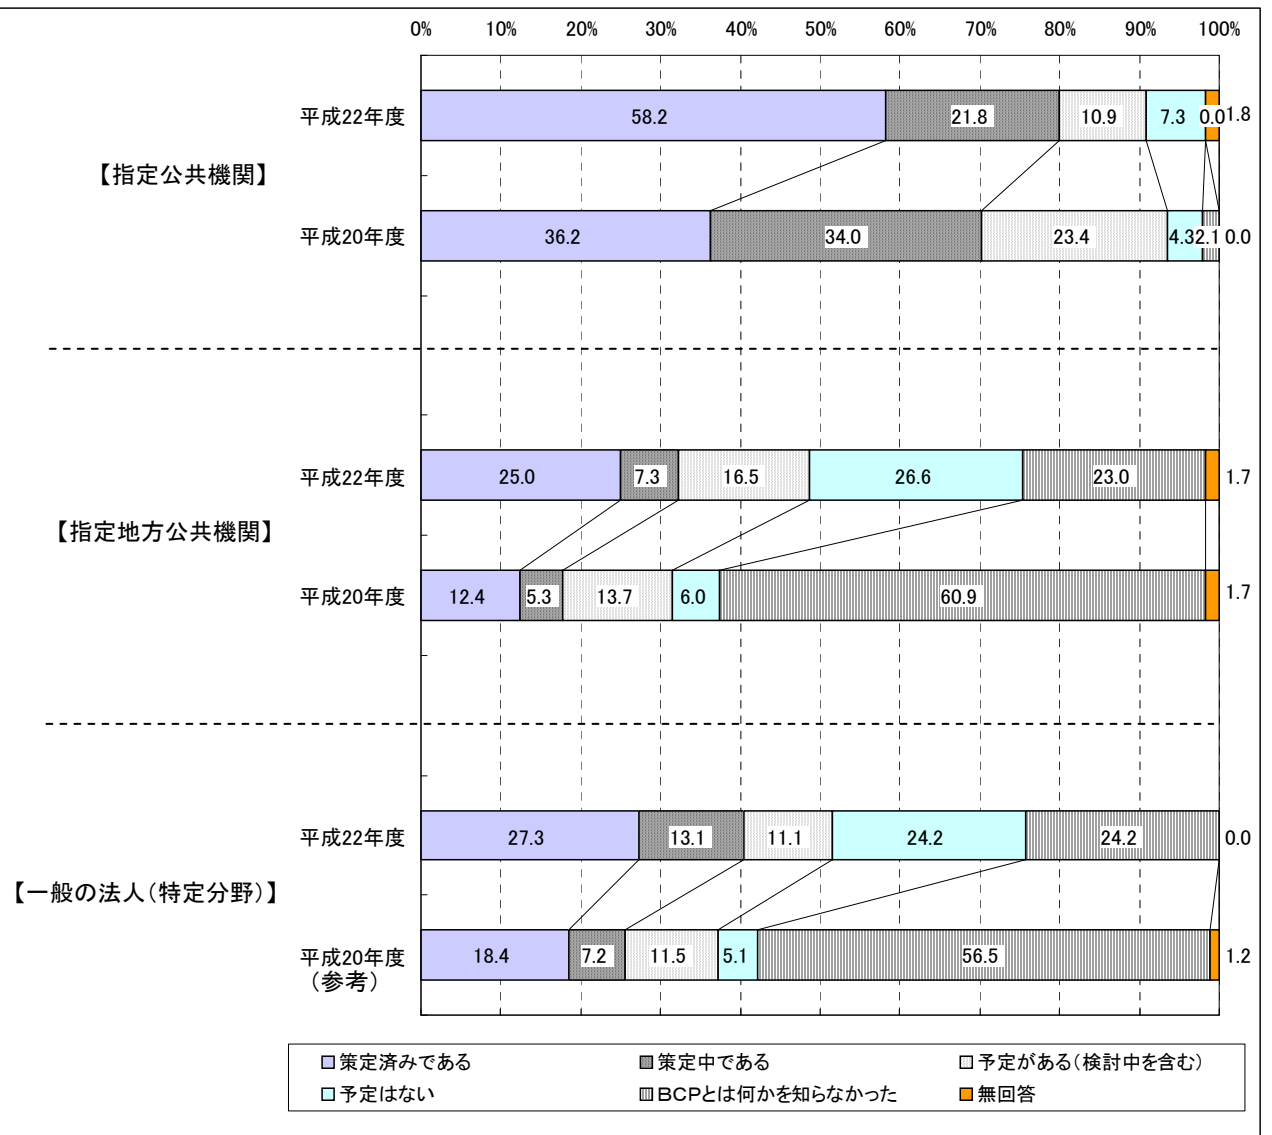 0% 10% 20% 30% 40% 50% 60% 70% 80% 90% 100%
平成22年度 58.2 21.8 10.9 7.3 0.0 1.8
【指定公共機関】
平成20年度 36.2 34.0 23.4 4.3 2.1 0.0
平成22年度 25.0 7.3 16.5 26.6 23.0 1.7
【指定地方公共機関】
平成20年度 12.4 5.3 13.7 6.0 60.9 1.7
平成22年度 27.3 13.1 11.1 24.2 24.2 0.0
【一般の法人（特定分野）】
平成20年度 18.4 7.2 11.5 5.1 56.5 1.2
（参考）
策定済みである 策定中である 予定がある（検討中を含む）
予定はない ＢＣＰとは何かを知らなかった 無回答